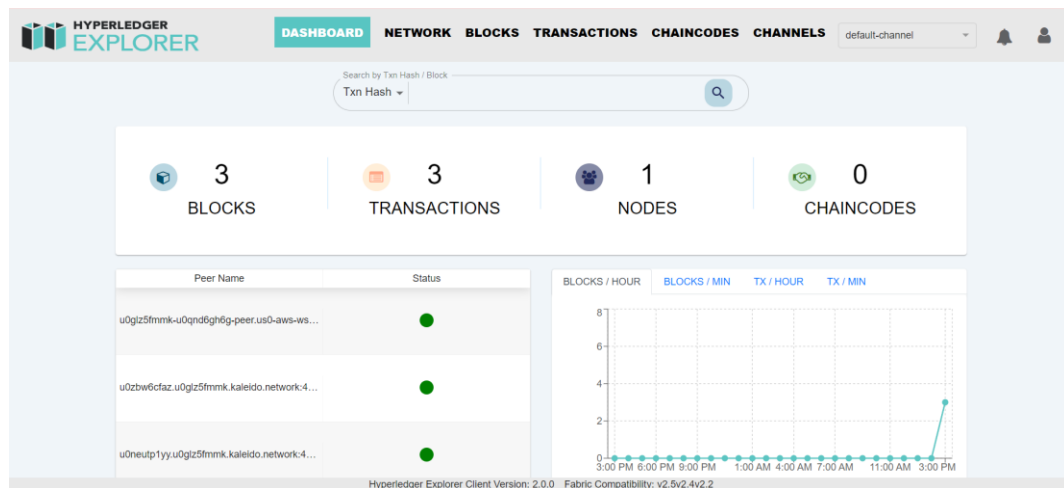 HYPERLEDGER
EXPLORER
DASHBOARD NETWORK BLOCKS TRANSACTIONS CHAINCODES CHANNELS default-channel
Search by Txn Hash / Block
Txn Hash
3
BLOCKS
3
TRANSACTIONS
1
NODES
0
CHAINCODES
Peer Name Status
u0glz5fmmk-u0qnd6gh6g-peer.us0-aws-ws...
u0zbw6cfaz.u0glz5fmmk.kaleido.network:4...
u0neutp1yy.u0glz5fmmk.kaleido.network:4...
BLOCKS / HOUR BLOCKS / MIN TX / HOUR TX / MIN
8
6
4
2
0
3:00 PM 6:00 PM 9:00 PM 1:00 AM 4:00 AM 7:00 AM 11:00 AM 3:00 PM
Hyperledger Explorer Client Version: 2.0.0 Fabric Compatibility: v2.5v2.4v2.2